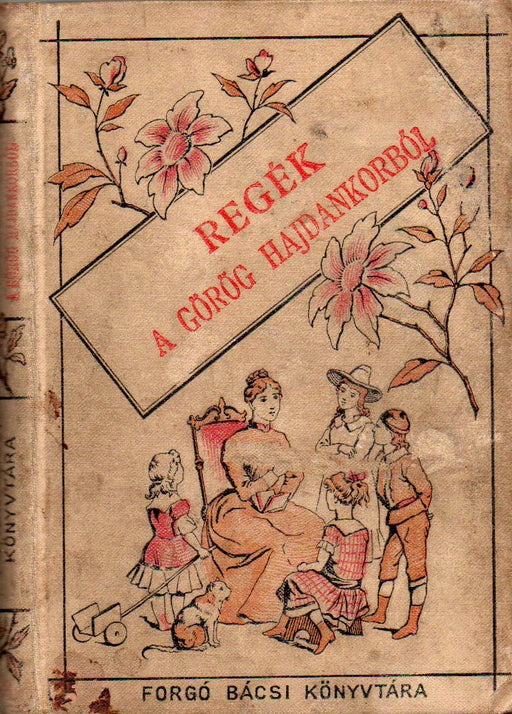 REGÉK
A GÖRÖG HAJDANKORBÓL
FORGÓ BÁCSI KÖNYVTÁRA
A GÖRÖG HAJDANKORBÓL
KÖNYVTÁRA